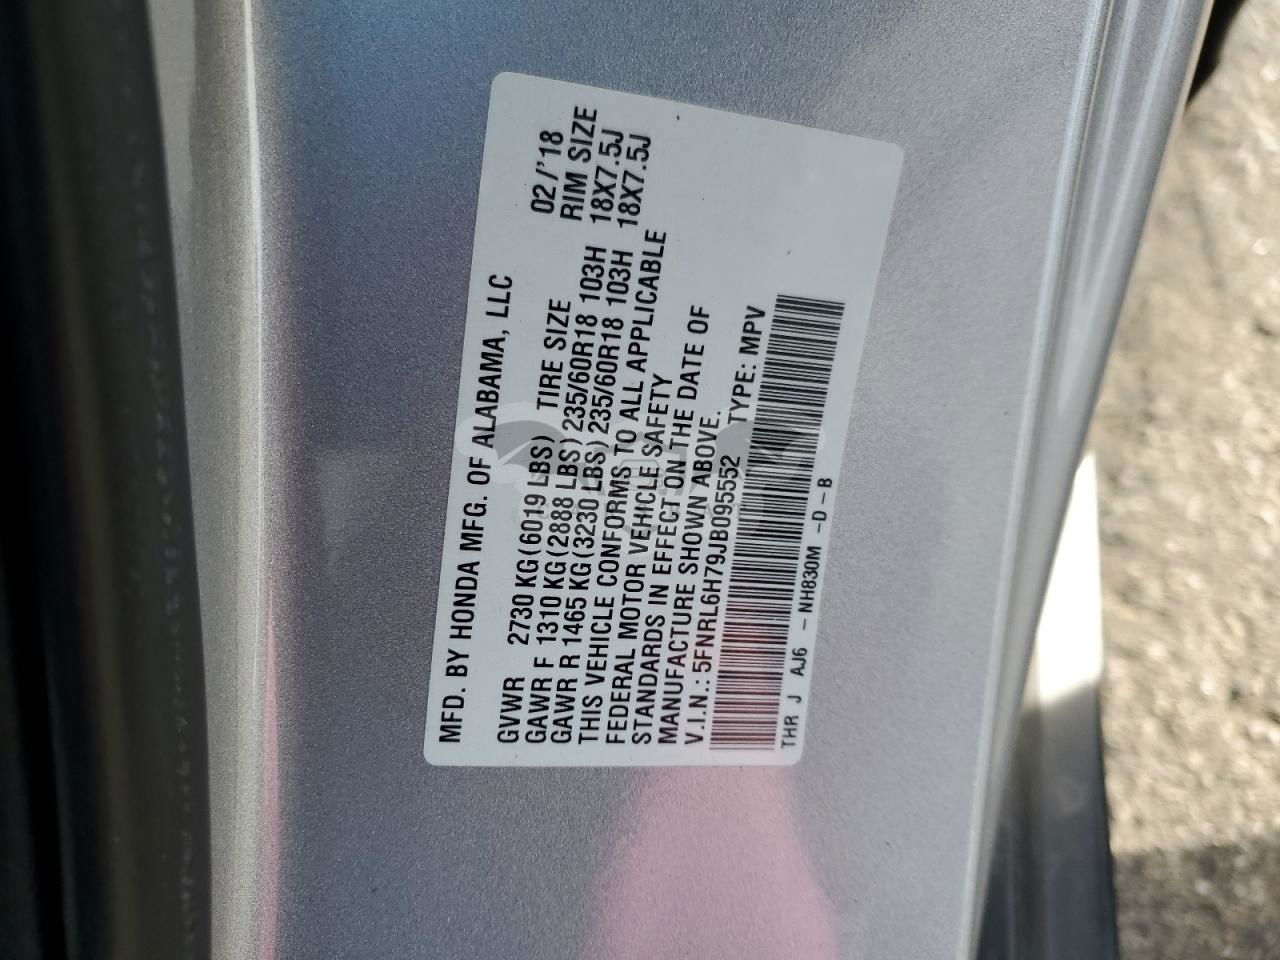 MFD. BY HONDA MFG. OF ALABAMA, LLC
02/'18
GVWR 2730 KG(6019 LBS) TIRE SIZE RIM SIZE
GAWR F 1310 KG(2888 LBS) 235/60R18 103H 18X7.5J
GAWR R 1465 KG(3230 LBS) 235/60R18 103H 18X7.5J
THIS VEHICLE CONFORMS TO ALL APPLICABLE
FEDERAL MOTOR VEHICLE SAFETY
STANDARDS IN EFFECT ON THE DATE OF
MANUFACTURE SHOWN ABOVE.
V.I.N.: 5FNRL6H79JB095552 TYPE: MPV
THR J AJ6 -NH830M -D-B